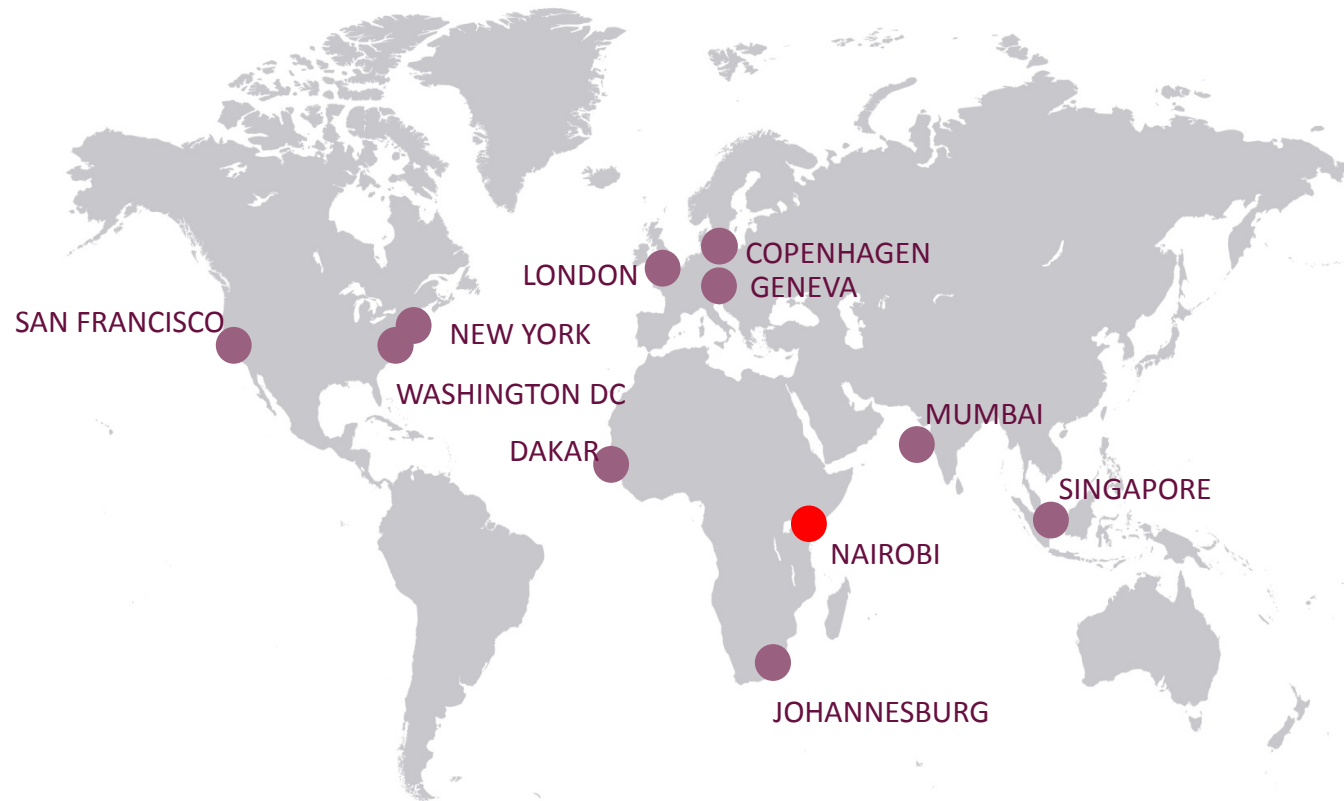 COPENHAGEN
LONDON
GENEVA
SAN FRANCISCO
NEW YORK
WASHINGTON DC
MUMBAI
DAKAR
SINGAPORE
NAIROBI
JOHANNESBURG